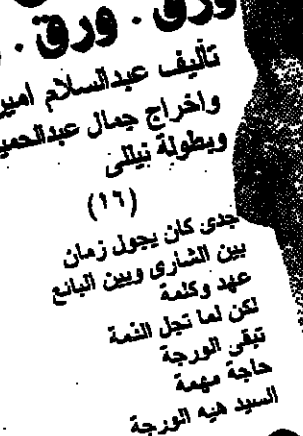 ورق . ورق .
تأليف عبدالسلام امين
واخراج جمال عبدالحميد
وبطولة نيللى
(١٦)
جدى كان يجول زمان
بين الشارى وبين البائع
عهد وكلمة
لكن لما تجل الذمة
تبقى الورجة
حاجة مهمة
السيد هيه الورجة